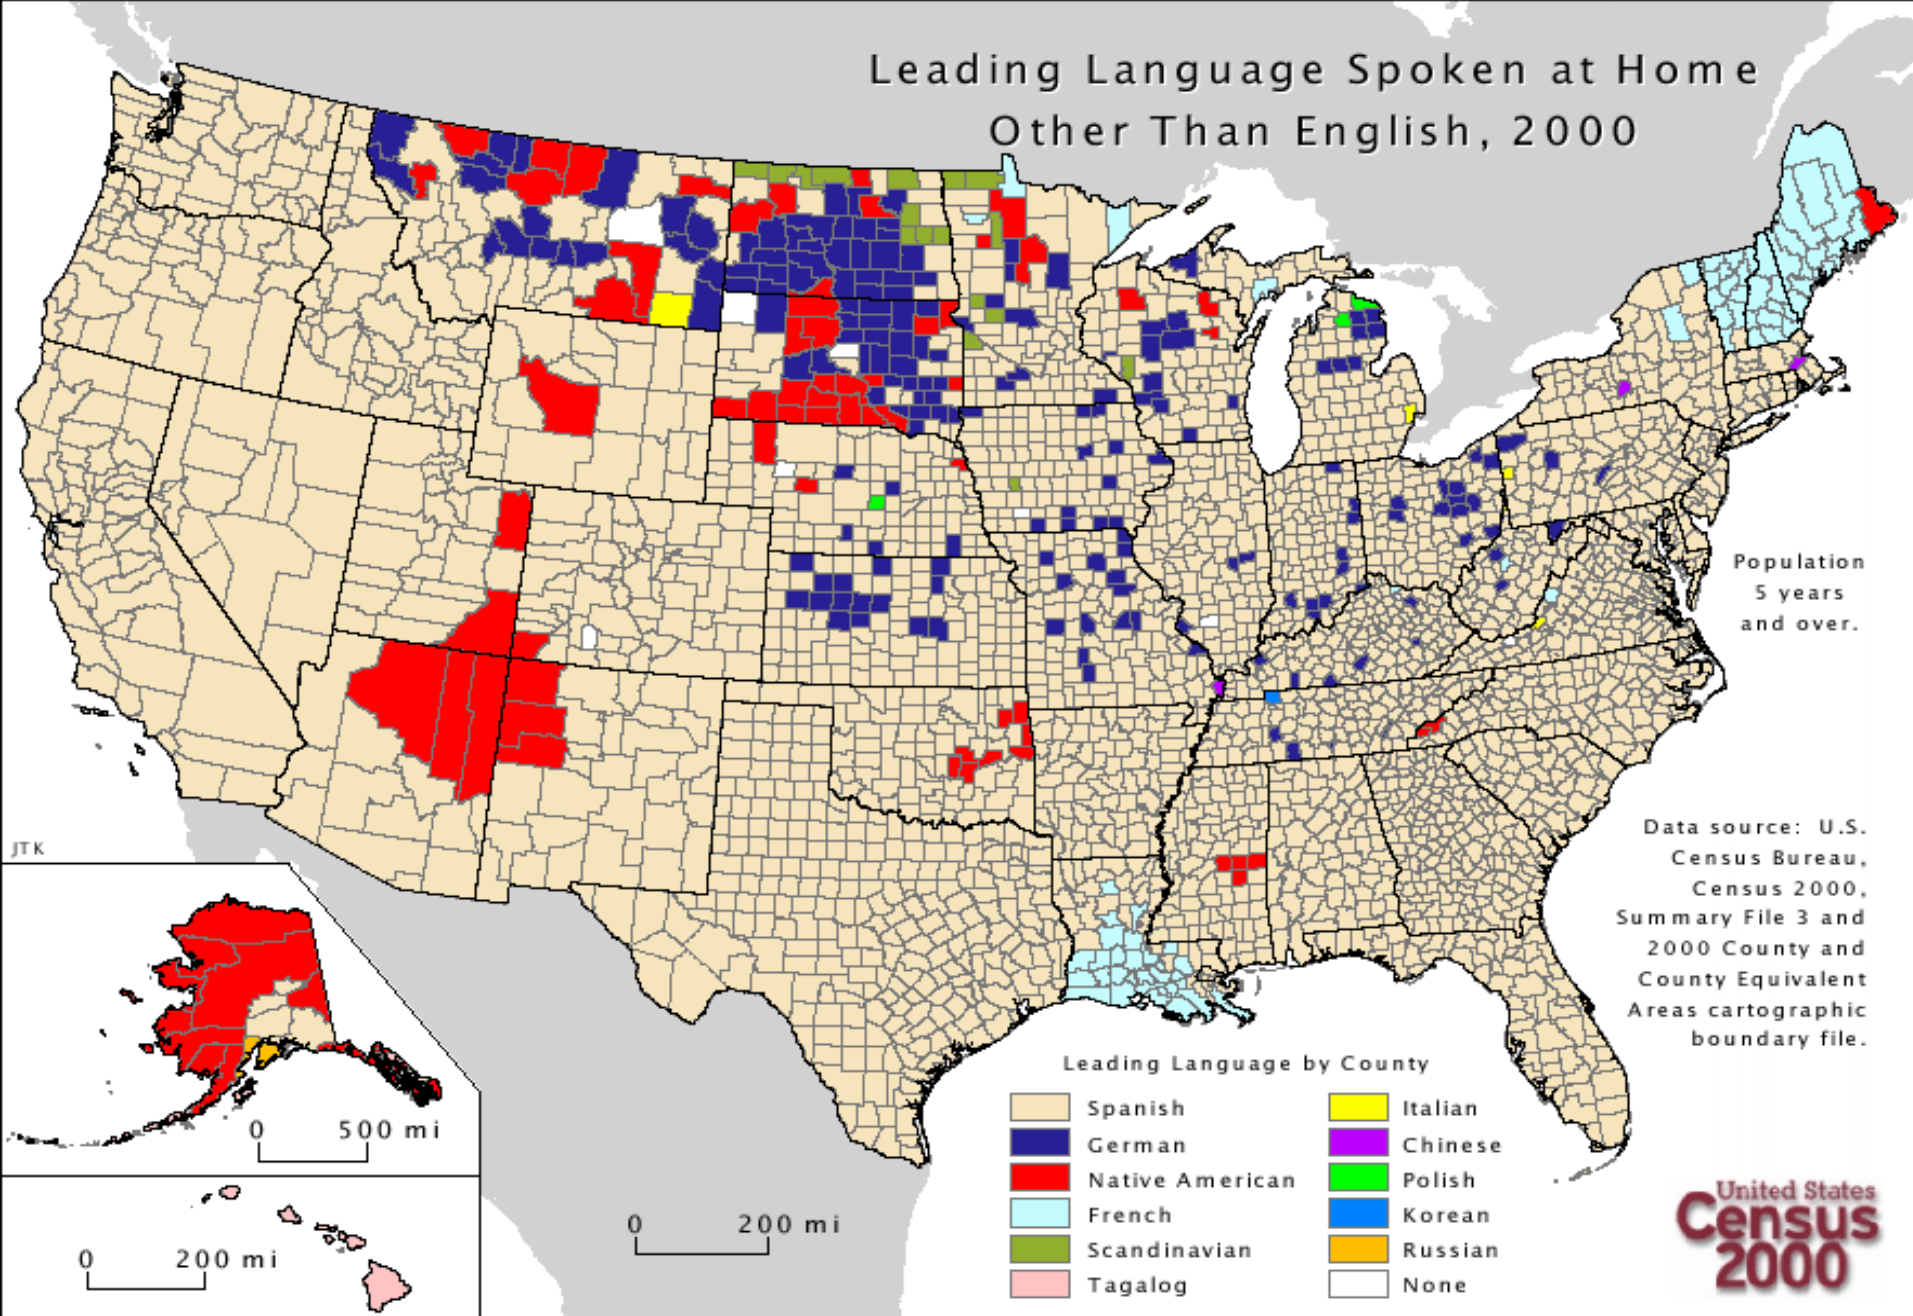 Leading Language Spoken at Home
Other Than English, 2000
Population
5 years
and over.
Data source: U.S.
Census Bureau,
Census 2000,
Summary File 3 and
2000 County and
County Equivalent
Areas cartographic
boundary file.
JTK
0 500 mi
0 200 mi
0 200 mi
Leading Language by County
Spanish
German
Native American
French
Scandinavian
Tagalog
Italian
Chinese
Polish
Korean
Russian
None
United States
Census
2000